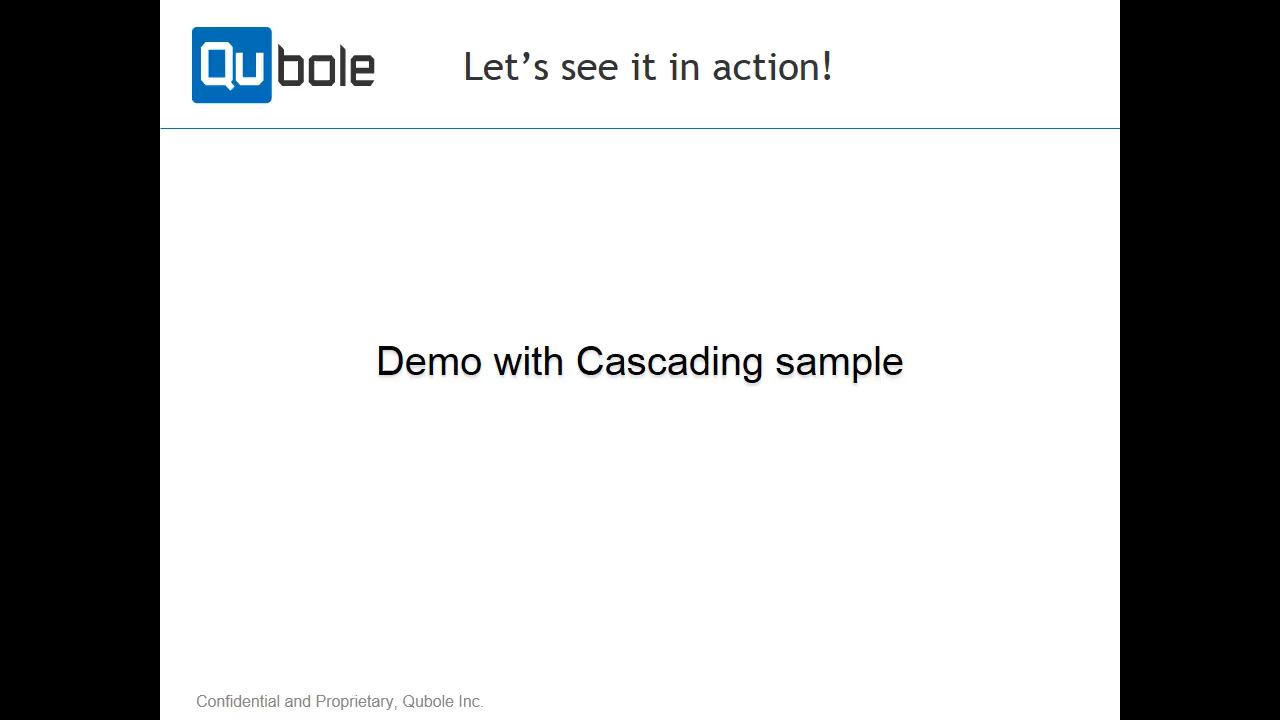 Qubole
Let’s see it in action!
Demo with Cascading sample
Confidential and Proprietary, Qubole Inc.